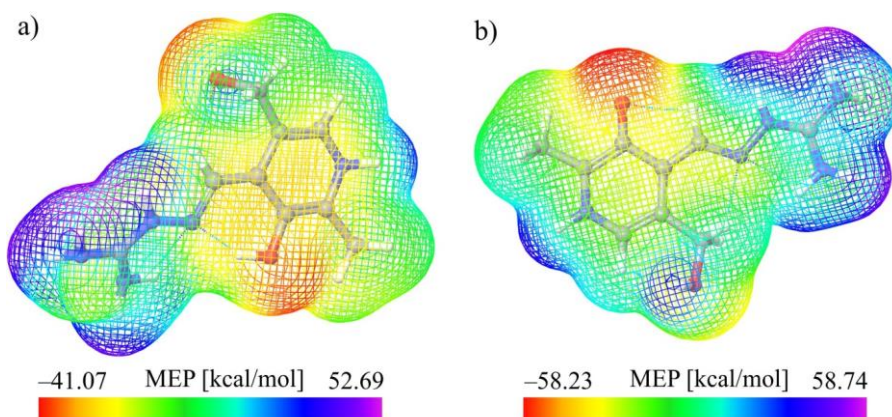 a)
b)
–41.07 MEP [kcal/mol] 52.69
–58.23 MEP [kcal/mol] 58.74